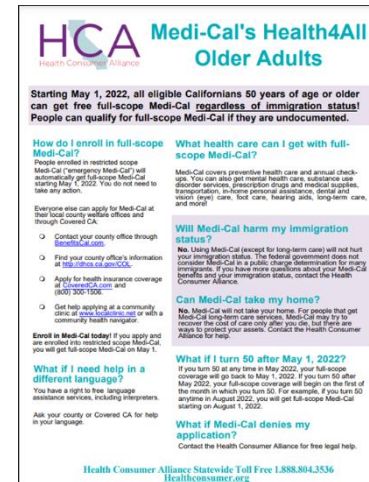 HCA
Health Consumer Alliance
Medi-Cal's Health4All
Older Adults
Starting May 1, 2022, all eligible Californians 50 years of age or older
can get free full-scope Medi-Cal regardless of immigration status!
People can qualify for full-scope Medi-Cal if they are undocumented.
How do I enroll in full-scope
Medi-Cal?
People enrolled in restricted scope
Medi-Cal ("emergency Medi-Cal") will
automatically get full-scope Medi-Cal
starting May 1, 2022. You do not need to
take any action.
Everyone else can apply for Medi-Cal at
their local county welfare offices and
through Covered CA:
Contact your county office through
BenefitsCal.com.
Find your county office's information
at http://dhcs.ca.gov/COL.
Apply for health insurance coverage
at CoveredCA.com and
(800) 300-1506.
Get help applying at a community
clinic at www.localclinic.net or with a
community health navigator.
Enroll in Medi-Cal today! If you apply and
are enrolled into restricted scope Medi-Cal,
you will get full-scope Medi-Cal on May 1.
What if I need help in a
different language?
You have a right to free language
assistance services, including interpreters.
Ask your county or Covered CA for help
in your language.
What health care can I get with full-
scope Medi-Cal?
Medi-Cal covers preventive health care and annual check-
ups. You can also get mental health care, substance use
disorder services, prescription drugs and medical supplies,
transportation, in-home personal assistance, dental and
vision (eye) care, foot care, hearing aids, long-term care,
and more!
Will Medi-Cal harm my immigration
status?
No. Using Medi-Cal (except for long-term care) will not hurt
your immigration status. The federal government does not
consider Medi-Cal in a public charge determination for many
immigrants. If you have more questions about your Medi-Cal
benefits and your immigration status, contact the Health
Consumer Alliance.
Can Medi-Cal take my home?
No. Medi-Cal will not take your home. For people that get
Medi-Cal long-term care services, Medi-Cal may try to
recover the cost of care only after you die, but there are
ways to protect your assets. Contact the Health Consumer
Alliance for help.
What if I turn 50 after May 1, 2022?
If you turn 50 at any time in May 2022, your full-scope
coverage will go back to May 1, 2022. If you turn 50 after
May 2022, your full-scope coverage will begin on the first of
the month in which you turn 50. For example, if you turn 50
anytime in August 2022, you will get full-scope Medi-Cal
starting on August 1, 2022.
What if Medi-Cal denies my
application?
Contact the Health Consumer Alliance for free legal help.
Health Consumer Alliance Statewide Toll Free 1.888.804.3536
Healthconsumer.org